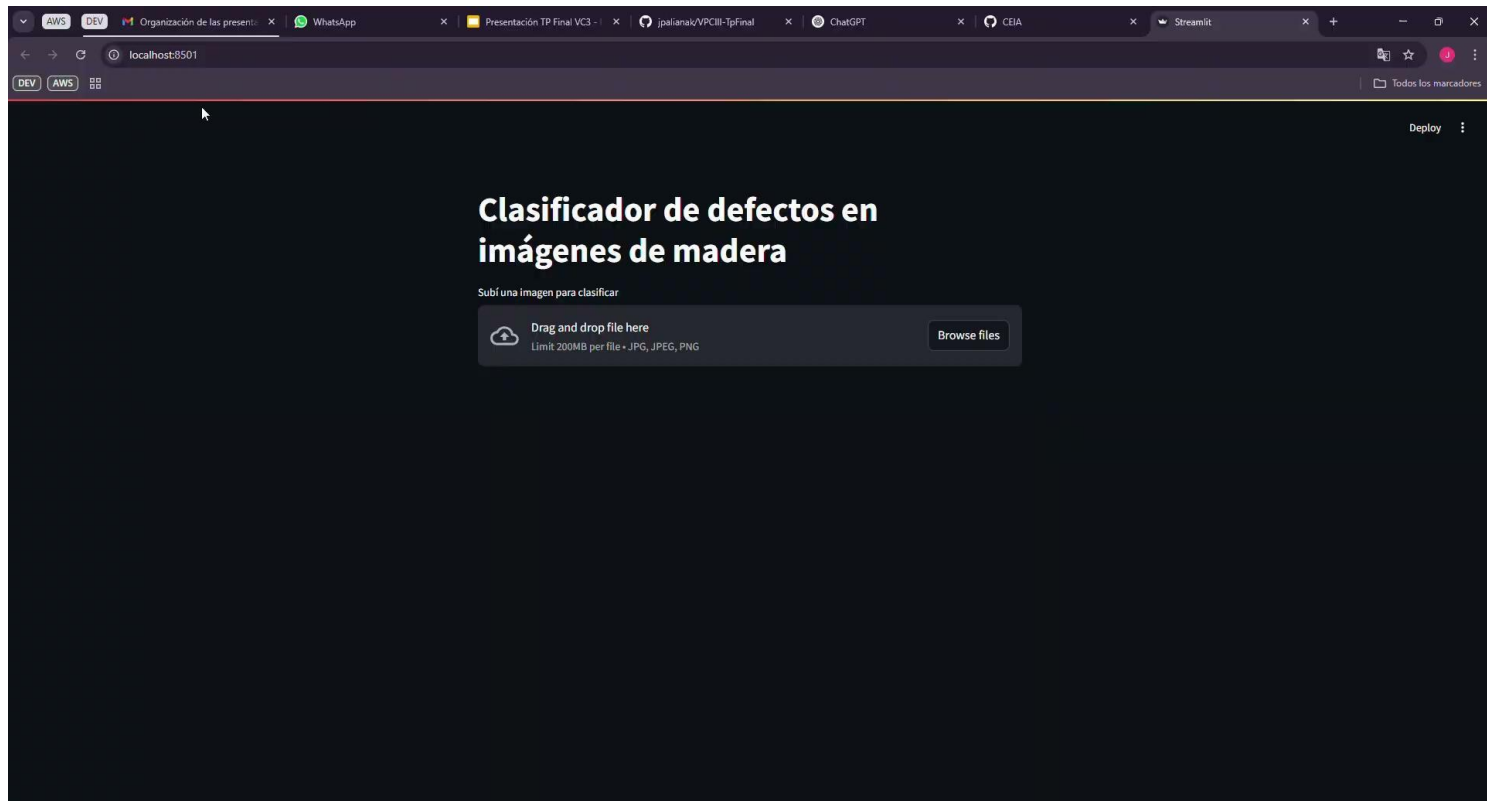 AWS DEV Organización de las presenta WhatsApp Presentación TP Final VC3 - jpalianak/VPCIII-TpFinal ChatGPT CEIA Streamlit
localhost:8501
DEV AWS Todos los marcadores
Deploy
Clasificador de defectos en
imágenes de madera
Subí una imagen para clasificar
Drag and drop file here
Limit 200MB per file • JPG, JPEG, PNG
Browse files
J